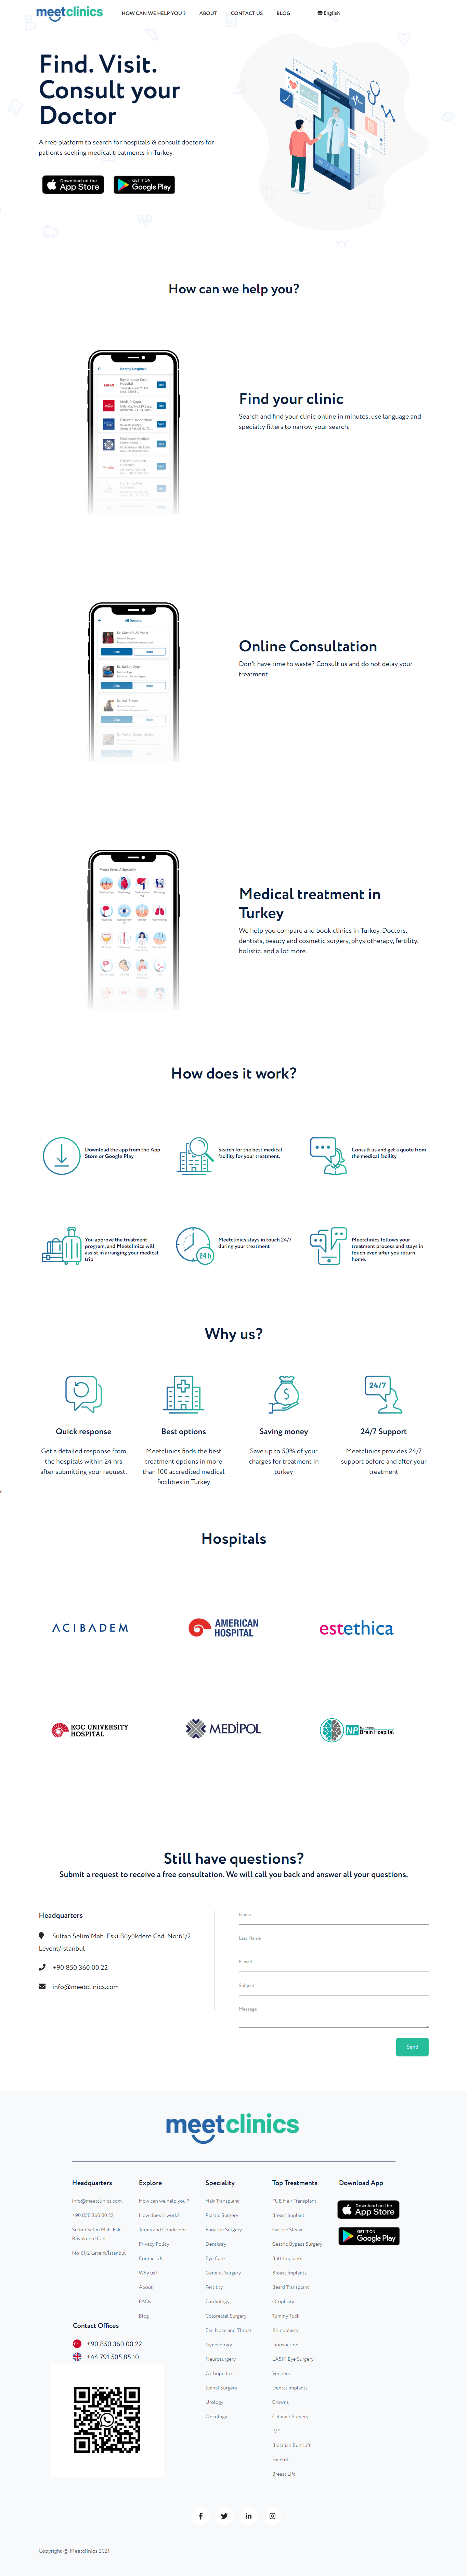 meetclinics
HOW CAN WE HELP YOU ?
ABOUT
CONTACT US
BLOG
English
Find. Visit.
Consult your
Doctor
A free platform to search for hospitals & consult doctors for
patients seeking medical treatments in Turkey.
Download on the
App Store
GET IT ON
Google Play
How can we help you?
Nearby Hospitals
Find your clinic
Search and find your clinic online in minutes, use language and
specialty filters to narrow your search.
All Doctors
Online Consultation
Don't have time to waste? Consult us and do not delay your
treatment.
Please Select A Speciality
Medical treatment in
Turkey
We help you compare and book clinics in Turkey. Doctors,
dentists, beauty and cosmetic surgery, physiotherapy, fertility,
holistic, and a lot more.
How does it work?
Download the app from the App
Store or Google Play
Search for the best medical
facility for your treatment.
Consult us and get a quote from
the medical facility
You approve the treatment
program, and Meetclinics will
assist in arranging your medical
trip
24 h
Meetclinics stays in touch 24/7
during your treatment
Meetclinics follows your
treatment process and stays in
touch even after you return
home.
Why us?
24/7
Quick response
Best options
Saving money
24/7 Support
Get a detailed response from
the hospitals within 24 hrs
after submitting your request.
Meetclinics finds the best
treatment options in more
than 100 accredited medical
facilities in Turkey
Save up to 50% of your
charges for treatment in
turkey
Meetclinics provides 24/7
support before and after your
treatment
s
Hospitals
ACIBADEM
AMERICAN
HOSPITAL
estethica
KOC UNIVERSITY
HOSPITAL
MEDİPOL
NP
Brain Hospital
Still have questions?
Submit a request to receive a free consultation. We will call you back and answer all your questions.
Headquarters
Sultan Selim Mah. Eski Büyükdere Cad. No:61/2
Levent/İstanbul
+90 850 360 00 22
info@meetclinics.com
Name
Last Name
E-mail
Subject
Message
Send
meetclinics
Headquarters
info@meetclinics.com
+90 850 360 00 22
Sultan Selim Mah. Eski
Büyükdere Cad.
No:61/2 Levent/İstanbul
Explore
How can we help you ?
How does it work?
Terms and Conditions
Privacy Policy
Contact Us
Why us?
About
FAQs
Blog
Speciality
Hair Transplant
Plastic Surgery
Bariatric Surgery
Dentistry
Eye Care
General Surgery
Fertility
Cardiology
Colorectal Surgery
Ear, Nose and Throat
Gynecology
Neurosurgery
Orthopedics
Spinal Surgery
Urology
Oncology
Top Treatments
FUE Hair Transplant
Breast Implant
Gastric Sleeve
Gastric Bypass Surgery
Butt Implants
Breast Implants
Beard Transplant
Otoplasty
Tummy Tuck
Rhinoplasty
Liposuction
LASIK Eye Surgery
Veneers
Dental Implants
Crowns
Cataract Surgery
IVF
Brazilian Butt Lift
Facelift
Breast Lift
Download App
Download on the
App Store
GET IT ON
Google Play
Contact Offices
+90 850 360 00 22
+44 791 505 85 10
Copyright © Meetclinics 2021